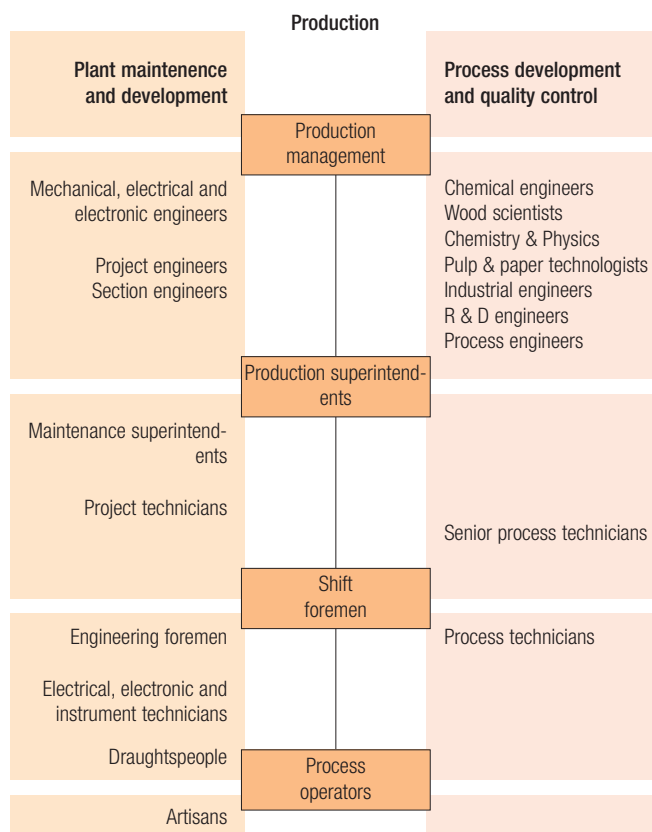 Production
Plant maintenence
and development
Process development
and quality control
Production
management
Mechanical, electrical and
electronic engineers
Project engineers
Section engineers
Chemical engineers
Wood scientists
Chemistry & Physics
Pulp & paper technologists
Industrial engineers
R & D engineers
Process engineers
Production superintend-
ents
Maintenance superintend-
ents
Project technicians
Senior process technicians
Shift
foremen
Engineering foremen
Electrical, electronic and
instrument technicians
Draughtspeople
Process technicians
Process
operators
Artisans